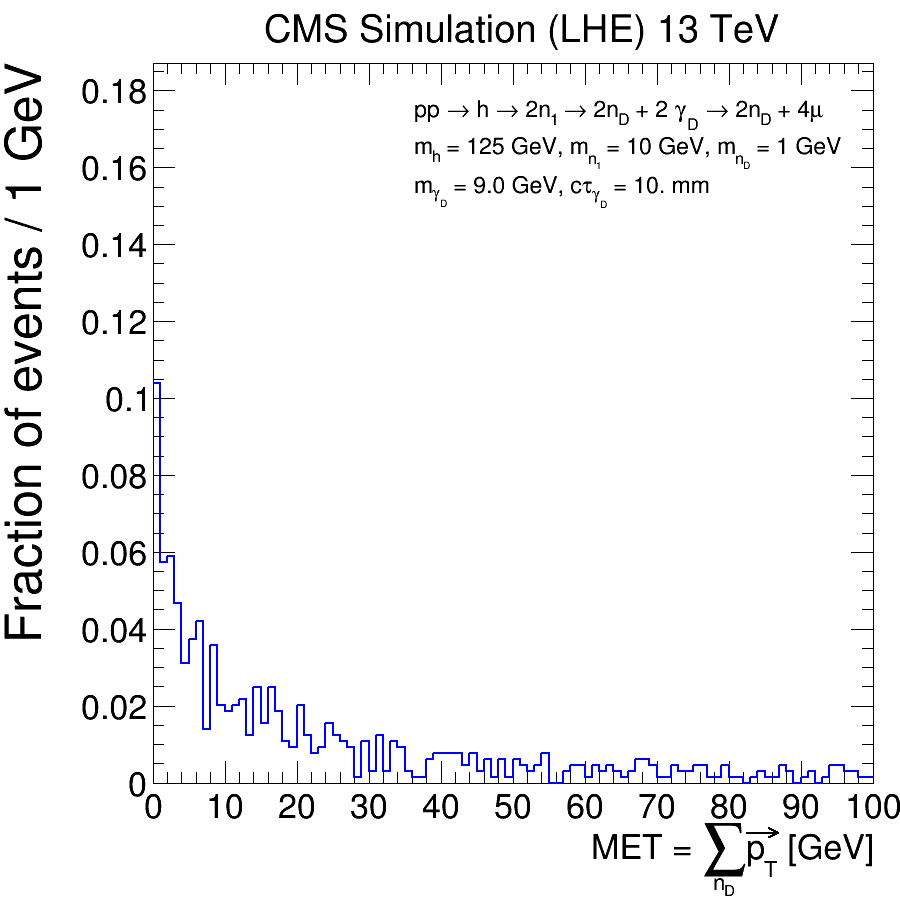 CMS Simulation (LHE) 13 TeV
Fraction of events / 1 GeV
pp → h → 2n₁ → 2n_D + 2 γ_D → 2n_D + 4μ
m_h = 125 GeV, m_n₁ = 10 GeV, m_n_D = 1 GeV
m_γ_D = 9.0 GeV, cτ_γ_D = 10. mm
0.18
0.16
0.14
0.12
0.1
0.08
0.06
0.04
0.02
0
0 10 20 30 40 50 60 70 80 90 100
MET = ∑_n_D p⃗_T [GeV]